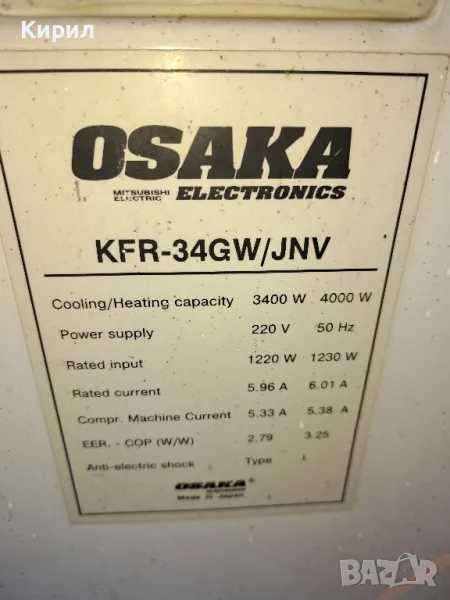 Кирил
OSAKA
MITSUBISHI ELECTRIC ELECTRONICS
KFR-34GW/JNV
Cooling/Heating capacity 3400 W 4000 W
Power supply 220 V 50 Hz
Rated input 1220 W 1230 W
Rated current 5.96 A 6.01 A
Compr. Machine Current 5.33 A 5.38 A
EER. - COP (W/W) 2.79 3.25
Anti-electric shock Type I
OSAKA
Made in Japan
BAZAR